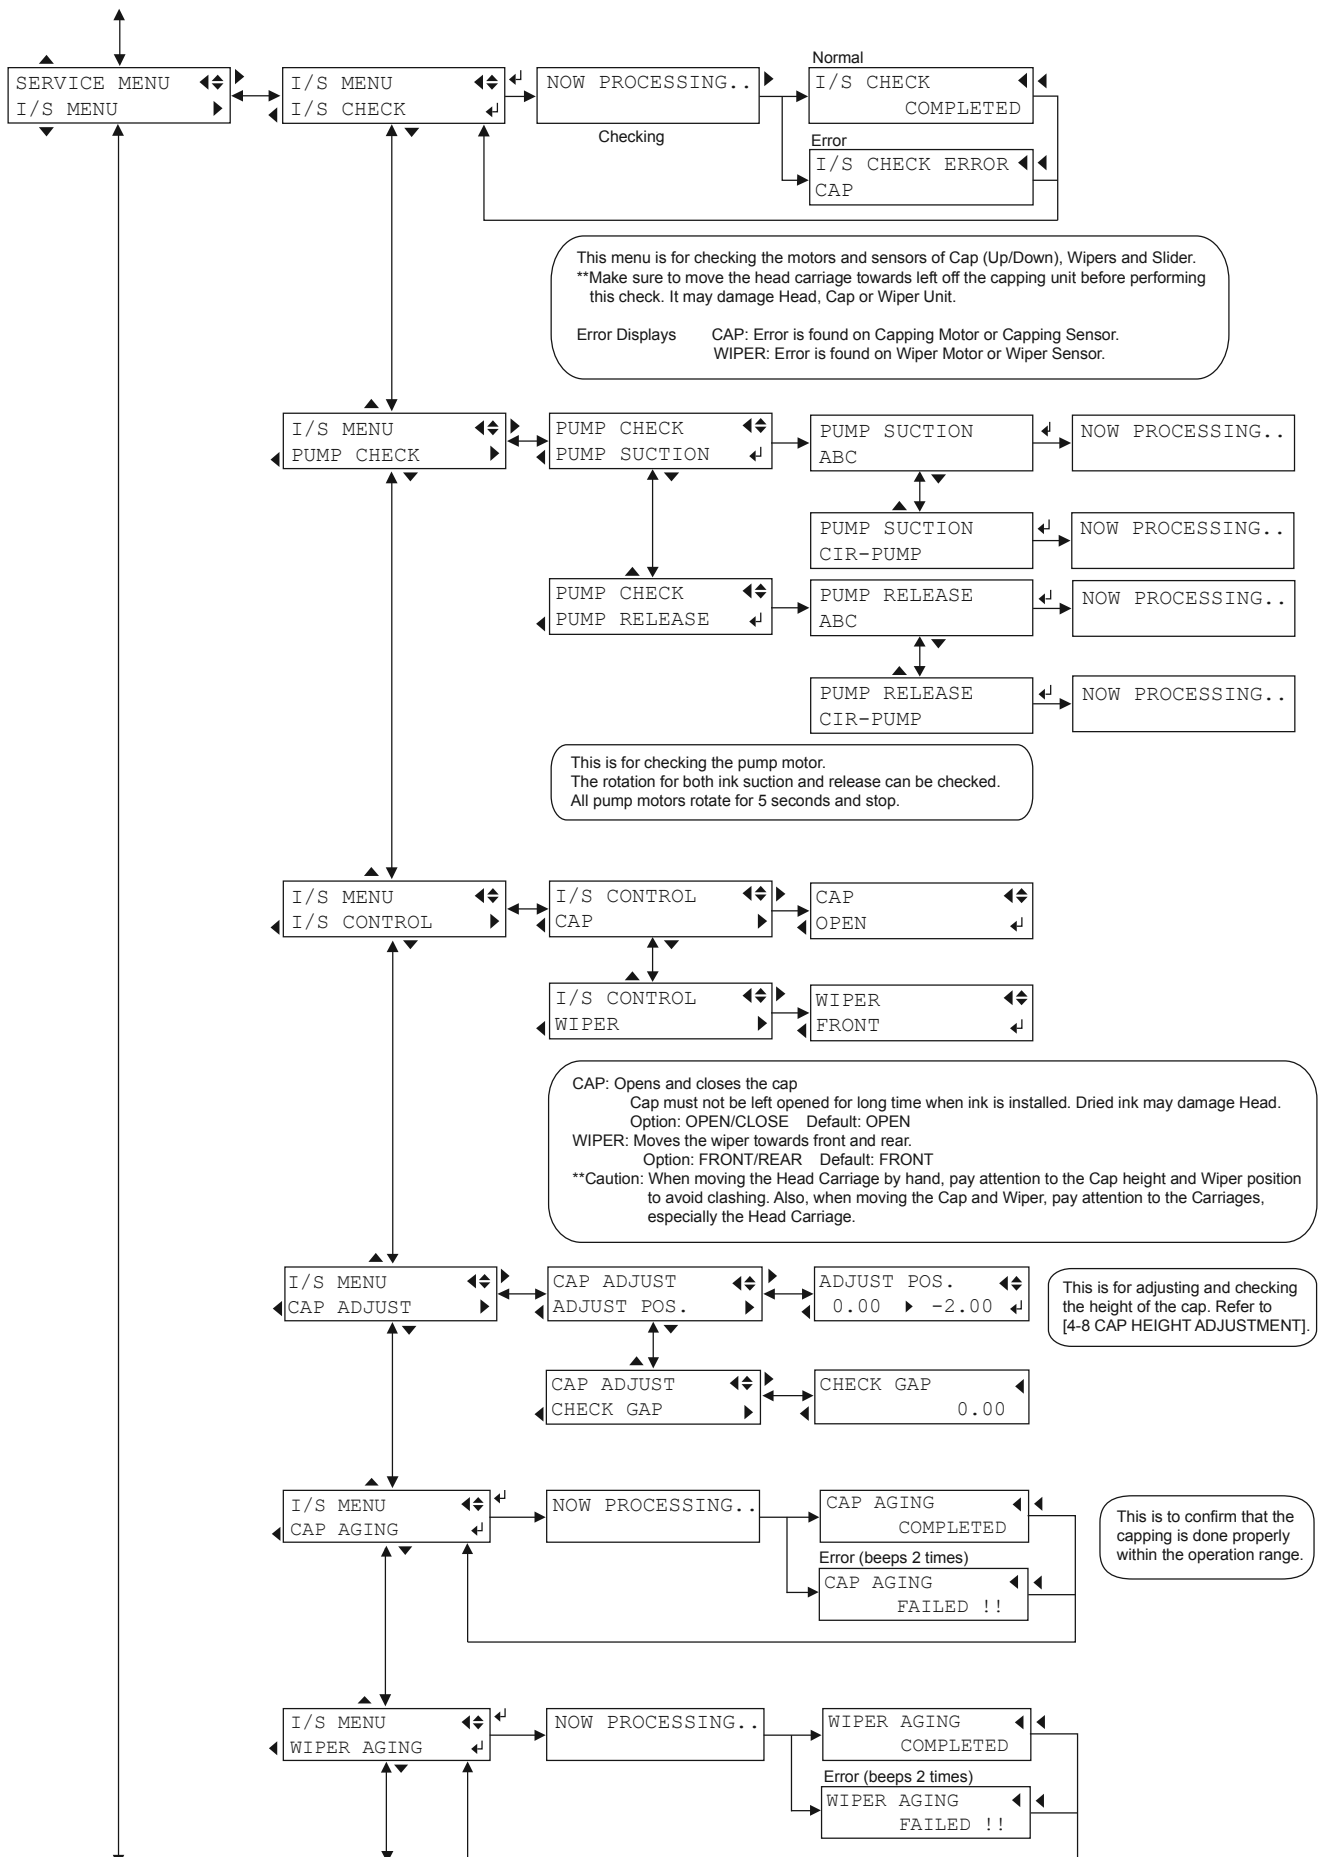 SERVICE MENU
I/S MENU
I/S MENU
I/S CHECK
NOW PROCESSING..
Checking
Normal
I/S CHECK
COMPLETED
Error
I/S CHECK ERROR
CAP
This menu is for checking the motors and sensors of Cap (Up/Down), Wipers and Slider.
**Make sure to move the head carriage towards left off the capping unit before performing
this check. It may damage Head, Cap or Wiper Unit.
Error Displays CAP: Error is found on Capping Motor or Capping Sensor.
WIPER: Error is found on Wiper Motor or Wiper Sensor.
I/S MENU
PUMP CHECK
PUMP CHECK
PUMP SUCTION
PUMP SUCTION
ABC
NOW PROCESSING..
PUMP SUCTION
CIR-PUMP
NOW PROCESSING..
PUMP CHECK
PUMP RELEASE
PUMP RELEASE
ABC
NOW PROCESSING..
PUMP RELEASE
CIR-PUMP
NOW PROCESSING..
This is for checking the pump motor.
The rotation for both ink suction and release can be checked.
All pump motors rotate for 5 seconds and stop.
I/S MENU
I/S CONTROL
I/S CONTROL
CAP
CAP
OPEN
I/S CONTROL
WIPER
WIPER
FRONT
CAP: Opens and closes the cap
Cap must not be left opened for long time when ink is installed. Dried ink may damage Head.
Option: OPEN/CLOSE Default: OPEN
WIPER: Moves the wiper towards front and rear.
Option: FRONT/REAR Default: FRONT
**Caution: When moving the Head Carriage by hand, pay attention to the Cap height and Wiper position
to avoid clashing. Also, when moving the Cap and Wiper, pay attention to the Carriages,
especially the Head Carriage.
I/S MENU
CAP ADJUST
CAP ADJUST
ADJUST POS.
ADJUST POS.
0.00 ▶ -2.00
This is for adjusting and checking
the height of the cap. Refer to
[4-8 CAP HEIGHT ADJUSTMENT].
CAP ADJUST
CHECK GAP
CHECK GAP
0.00
I/S MENU
CAP AGING
NOW PROCESSING..
CAP AGING
COMPLETED
Error (beeps 2 times)
CAP AGING
FAILED !!
This is to confirm that the
capping is done properly
within the operation range.
I/S MENU
WIPER AGING
NOW PROCESSING..
WIPER AGING
COMPLETED
Error (beeps 2 times)
WIPER AGING
FAILED !!